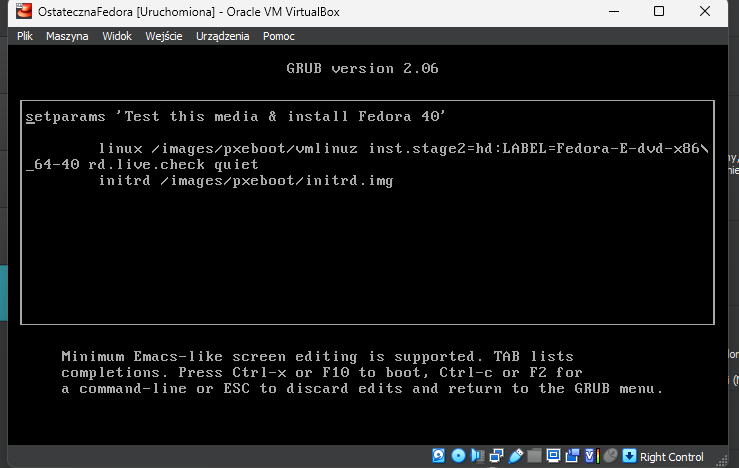 OstatecznaFedora [Uruchomiona] - Oracle VM VirtualBox
Plik Maszyna Widok Wejście Urządzenia Pomoc
GRUB version 2.06
setparams 'Test this media & install Fedora 40'
linux /images/pxeboot/vmlinuz inst.stage2=hd:LABEL=Fedora-E-dvd-x86\
_64-40 rd.live.check quiet
initrd /images/pxeboot/initrd.img
Minimum Emacs-like screen editing is supported. TAB lists
completions. Press Ctrl-x or F10 to boot, Ctrl-c or F2 for
a command-line or ESC to discard edits and return to the GRUB menu.
Right Control